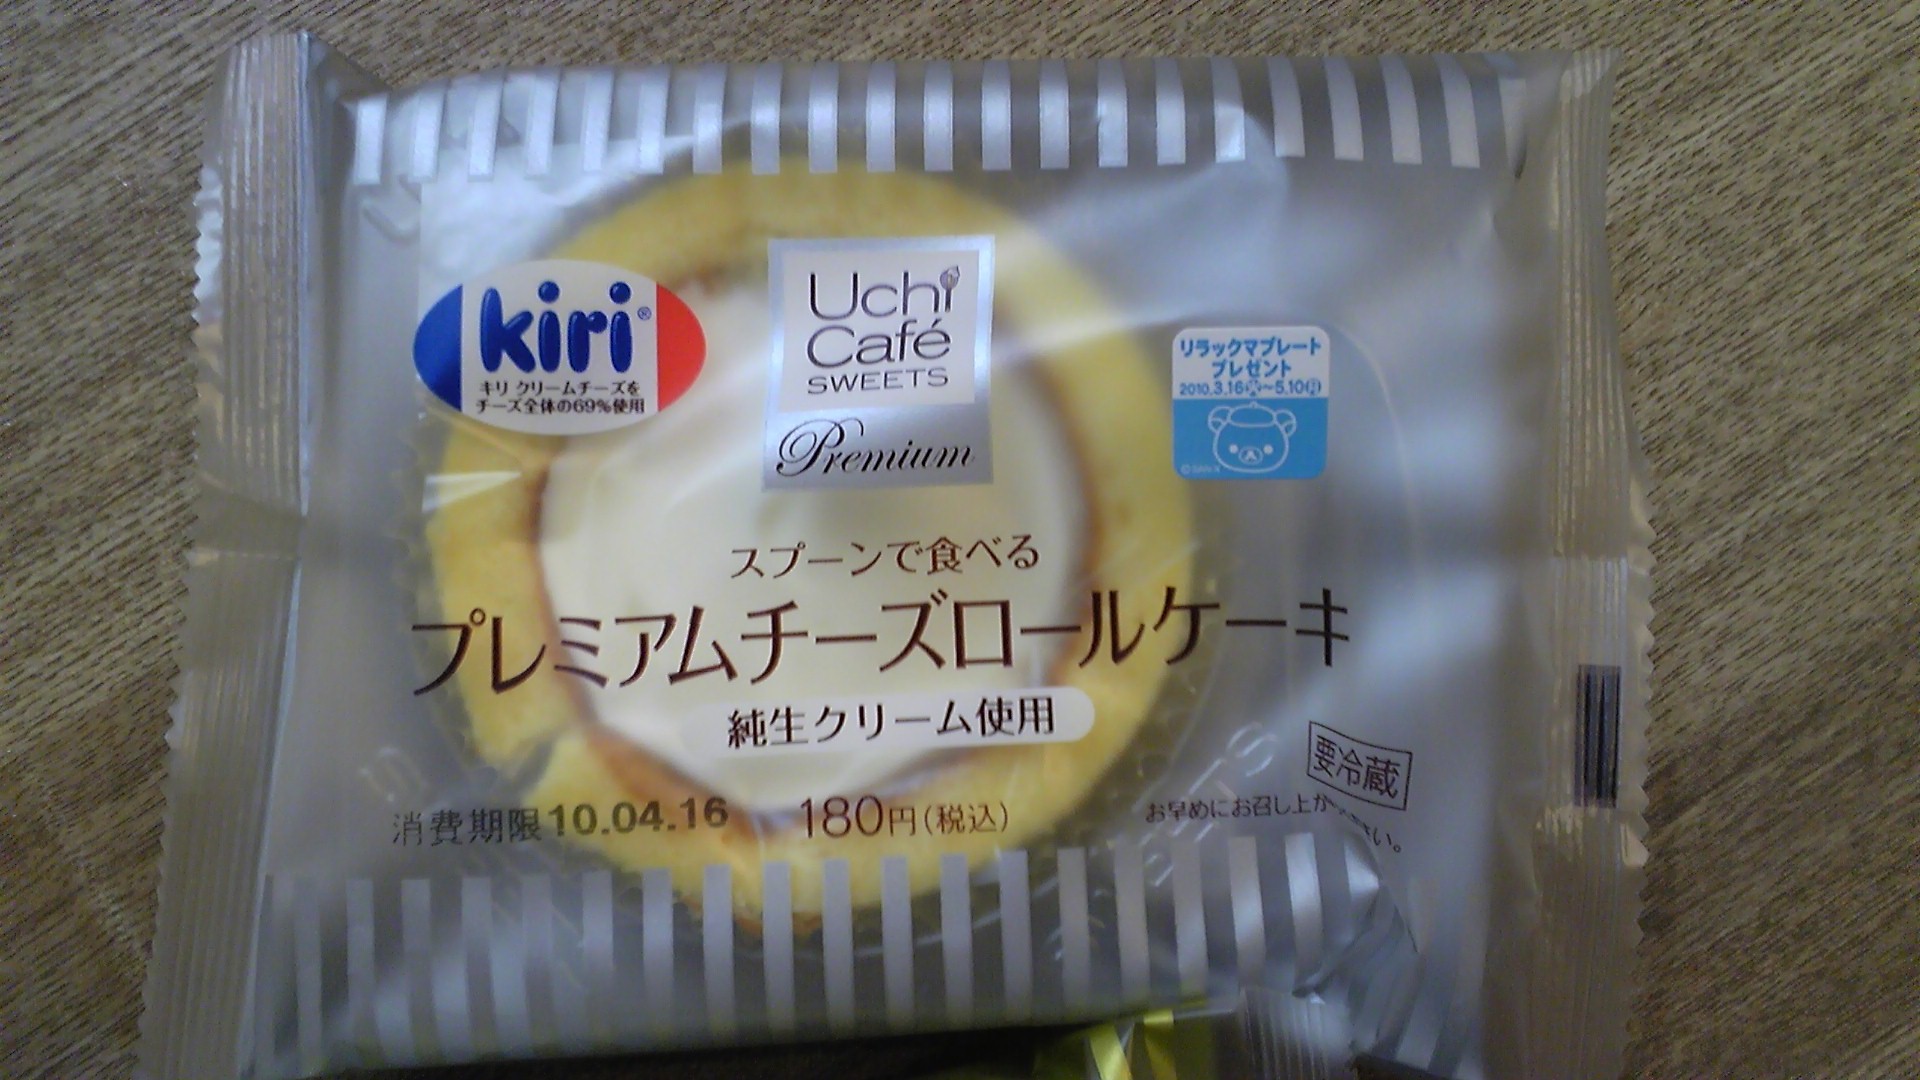 kiri®
キリ クリームチーズを
チーズ全体の69%使用
Uchi
Café
SWEETS
Premium
リラックマプレート
プレゼント
2010.3.16㊋~5.10㊊
スプーンで食べる
プレミアムチーズロールケーキ
純生クリーム使用
要冷蔵
消費期限 10.04.16
180円(税込)
お早めにお召し上が
い。